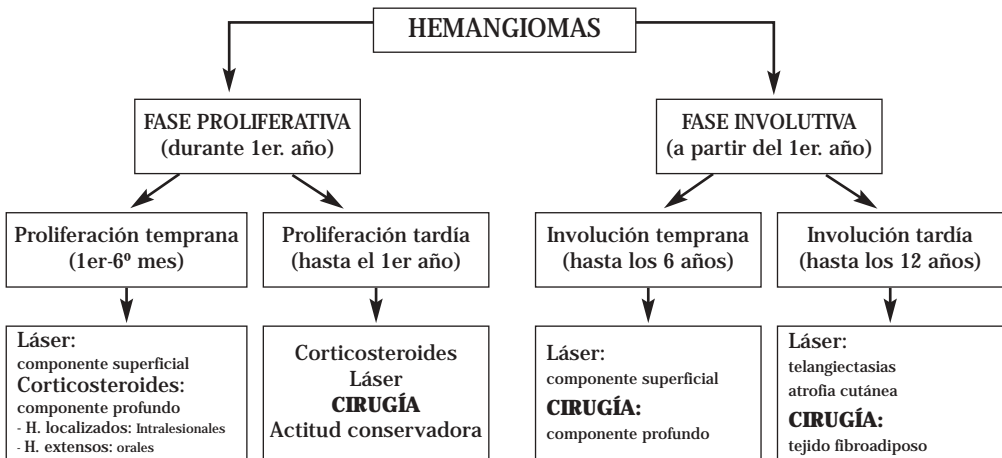 HEMANGIOMAS
FASE PROLIFERATIVA
(durante 1er. año)
FASE INVOLUTIVA
(a partir del 1er. año)
Proliferación temprana
(1er-6º mes)
Proliferación tardía
(hasta el 1er año)
Involución temprana
(hasta los 6 años)
Involución tardía
(hasta los 12 años)
Láser:
componente superficial
Corticosteroides:
componente profundo
- H. localizados: Intralesionales
- H. extensos: orales
Corticosteroides
Láser
CIRUGÍA
Actitud conservadora
Láser:
componente superficial
CIRUGÍA:
componente profundo
Láser:
telangiectasias
atrofia cutánea
CIRUGÍA:
tejido fibroadiposo